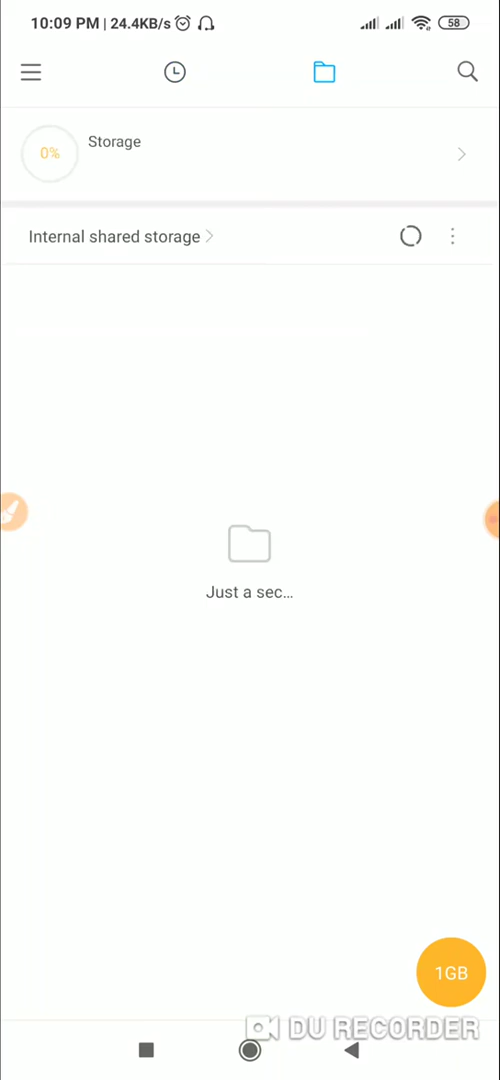 10:09 PM | 24.4KB/s
58
0%
Storage
Internal shared storage
Just a sec...
1GB
DU RECORDER